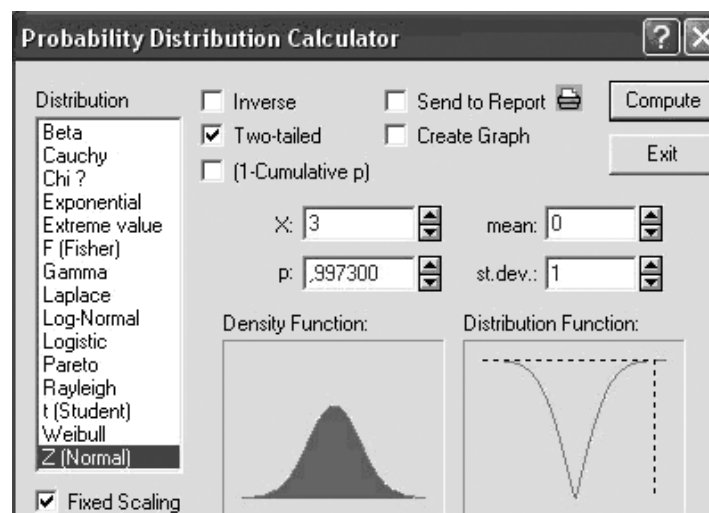 Probability Distribution Calculator
Distribution
Beta
Cauchy
Chi ?
Exponential
Extreme value
F (Fisher)
Gamma
Laplace
Log-Normal
Logistic
Pareto
Rayleigh
t (Student)
Weibull
Z (Normal)
Fixed Scaling
Inverse
Two-tailed
(1-Cumulative p)
Send to Report
Create Graph
Compute
Exit
X: 3
mean: 0
p: ,997300
st.dev.: 1
Density Function:
Distribution Function: